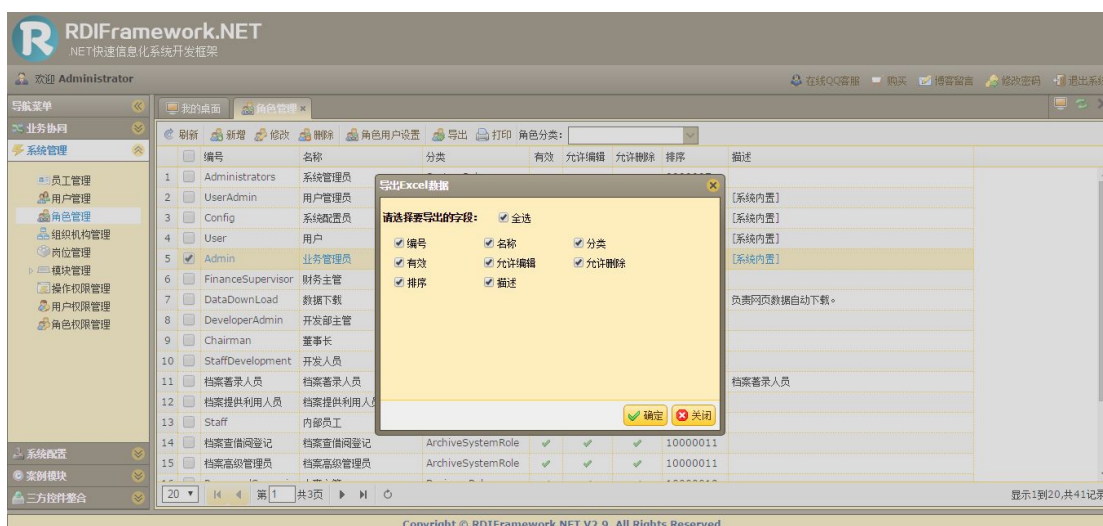 RDIFramework.NET
.NET快速信息化系统开发框架
欢迎 Administrator 在线QQ客服 购买 博客留言 修改密码 退出系统
导航菜单 我的桌面 角色管理 ×
业务协同
刷新 新增 修改 删除 角色用户设置 导出 打印 角色分类:
系统管理
编号 名称 分类 有效 允许编辑 允许删除 排序 描述
员工管理
用户管理
角色管理
组织机构管理
岗位管理
模块管理
操作权限管理
用户权限管理
角色权限管理
1 Administrators 系统管理员
2 UserAdmin 用户管理员 [系统内置]
3 Config 系统配置员 [系统内置]
4 User 用户 [系统内置]
5 Admin 业务管理员 [系统内置]
6 FinanceSupervisor 财务主管
7 DataDownLoad 数据下载 负责网页数据自动下载。
8 DeveloperAdmin 开发部主管
9 Chairman 董事长
10 StaffDevelopment 开发人员
11 档案著录人员 档案著录人员 档案著录人员
12 档案提供利用人员 档案提供利用人员
13 Staff 内部员工
14 档案查借阅登记 档案查借阅登记 ArchiveSystemRole 10000011
15 档案高级管理员 档案高级管理员 ArchiveSystemRole 10000011
导出Excel数据
请选择要导出的字段: 全选
编号 名称 分类
有效 允许编辑 允许删除
排序 描述
确定 关闭
系统配置
案例模块
三方控件整合
20 第 1 共3页 显示1到20,共41记录
Copyright © RDIFramework.NET V2.9. All Rights Reserved